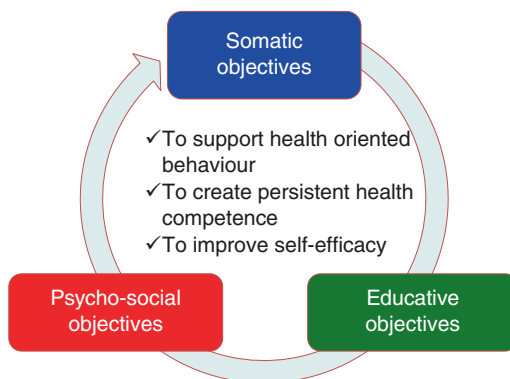 Somatic
objectives
✓To support health oriented
behaviour
✓To create persistent health
competence
✓To improve self-efficacy
Psycho-social
objectives
Educative
objectives